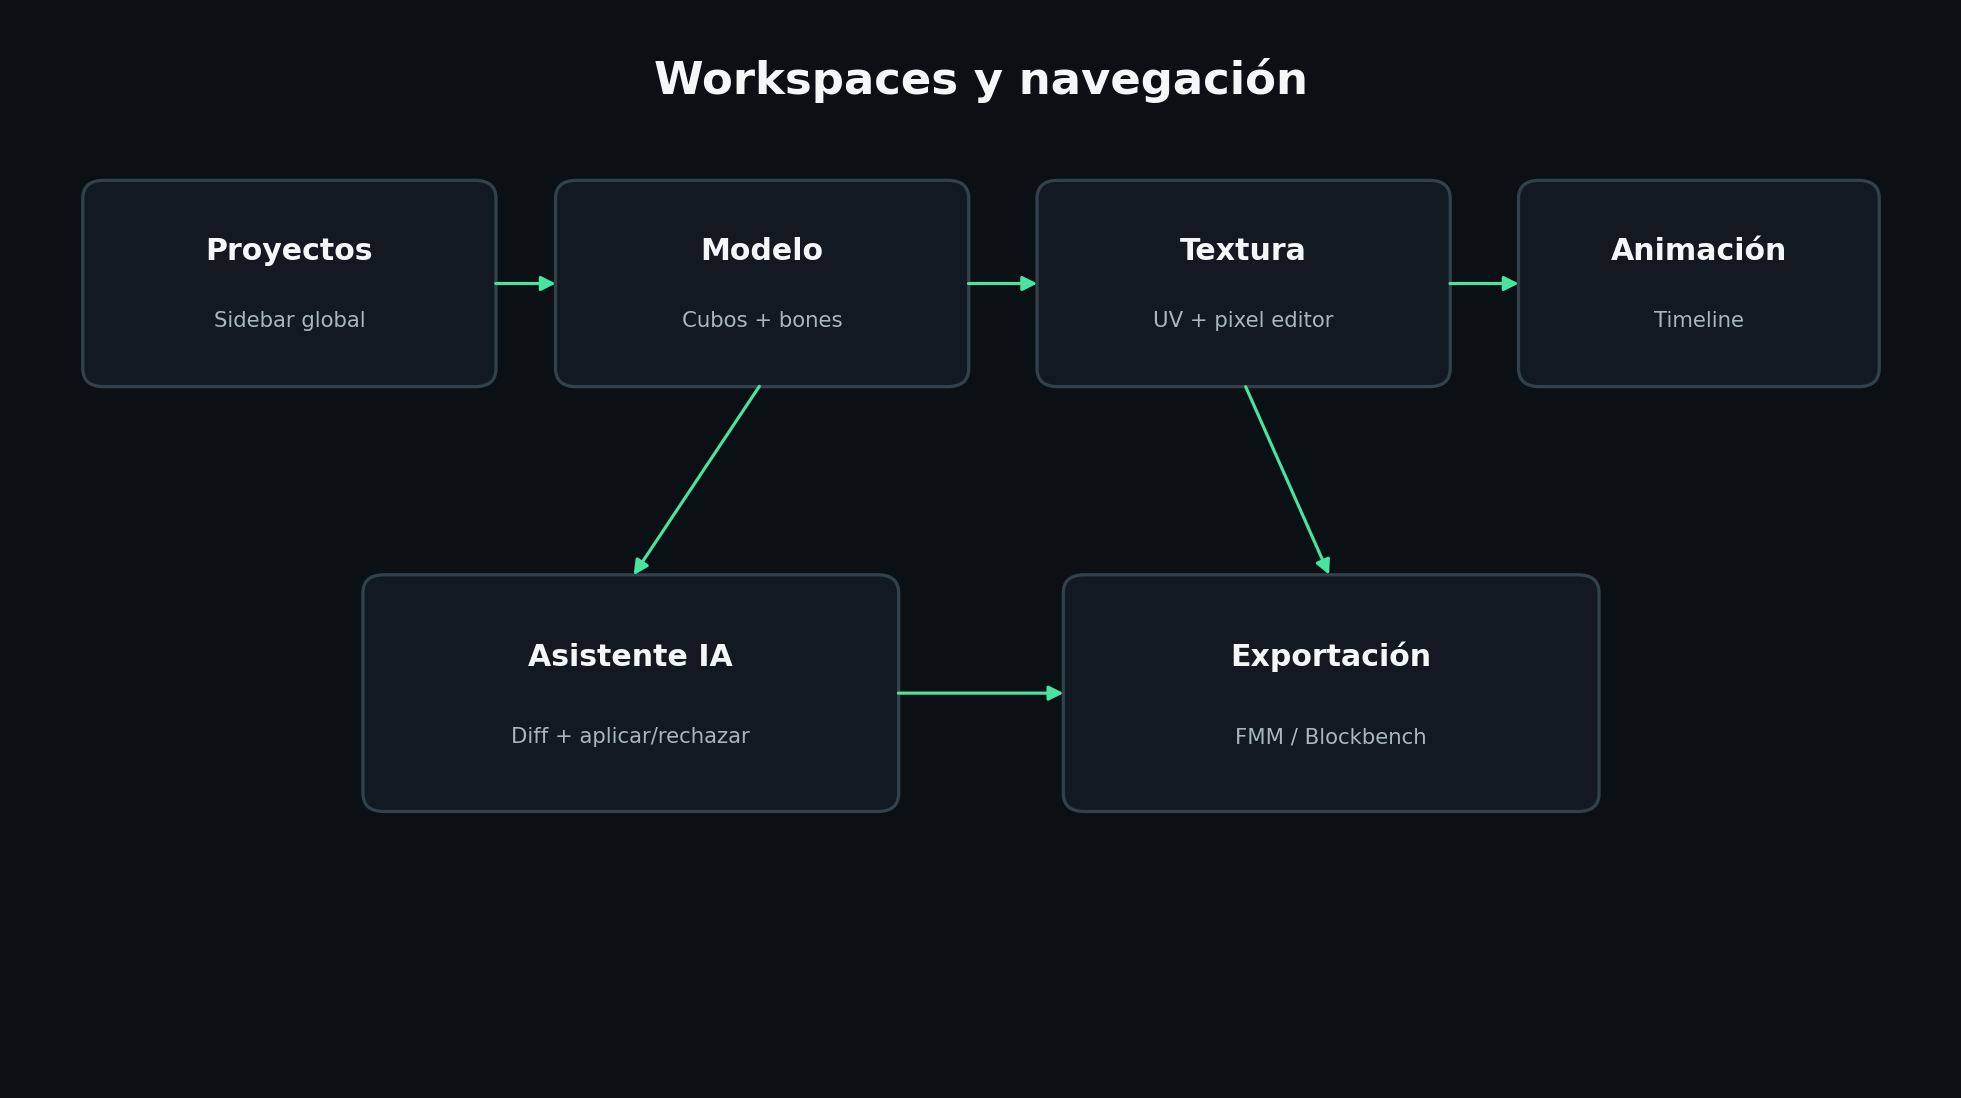 Workspaces y navegación
Proyectos
Sidebar global
Modelo
Cubos + bones
Textura
UV + pixel editor
Animación
Timeline
Asistente IA
Diff + aplicar/rechazar
Exportación
FMM / Blockbench